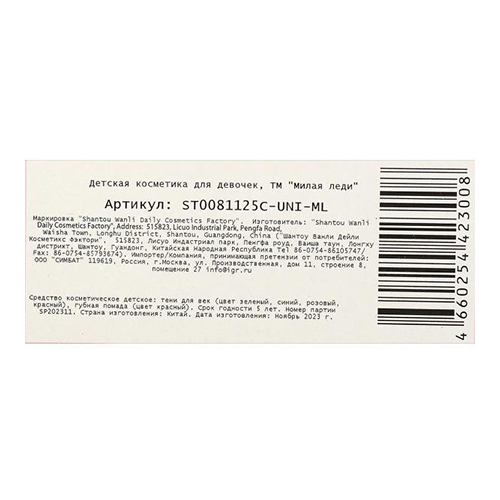 Детская косметика для девочек, ТМ "Милая леди"
Артикул: ST0081125C-UNI-ML
Маркировка "Shantou Wanli Daily Cosmetics Factory". Изготовитель: "Shantou Wanli
Daily Cosmetics Factory", Address: 515823, Licuo Industrial Park, Pengfa Road,
Waisha Town, Longhu District, Shantou, Guangdong, China ("Шантоу Ванли Дейли
Косметикс Фэктори", 515823, Лисуо Индастриал парк, Пенгфа роуд, Ваиша таун, Лонгху
дистрикт, Шантоу, Гуандонг, Китайская Народная Республика Tel 86-0754-86105747/
Fax: 86-0754-85793674). Импортер/Компания, принимающая претензии от потребителей:
ООО "СИМБАТ" 119619, Россия, г.Москва, ул. Производственная, дом 11, строение 8,
помещение 27 info@igr.ru
Средство косметическое детское: тени для век (цвет зеленый, синий, розовый,
красный), губная помада (цвет красный). Срок годности 5 лет. Номер партии
SP202311. Страна изготовления: Китай. Дата изготовления: Ноябрь 2023 г.
4660254423008